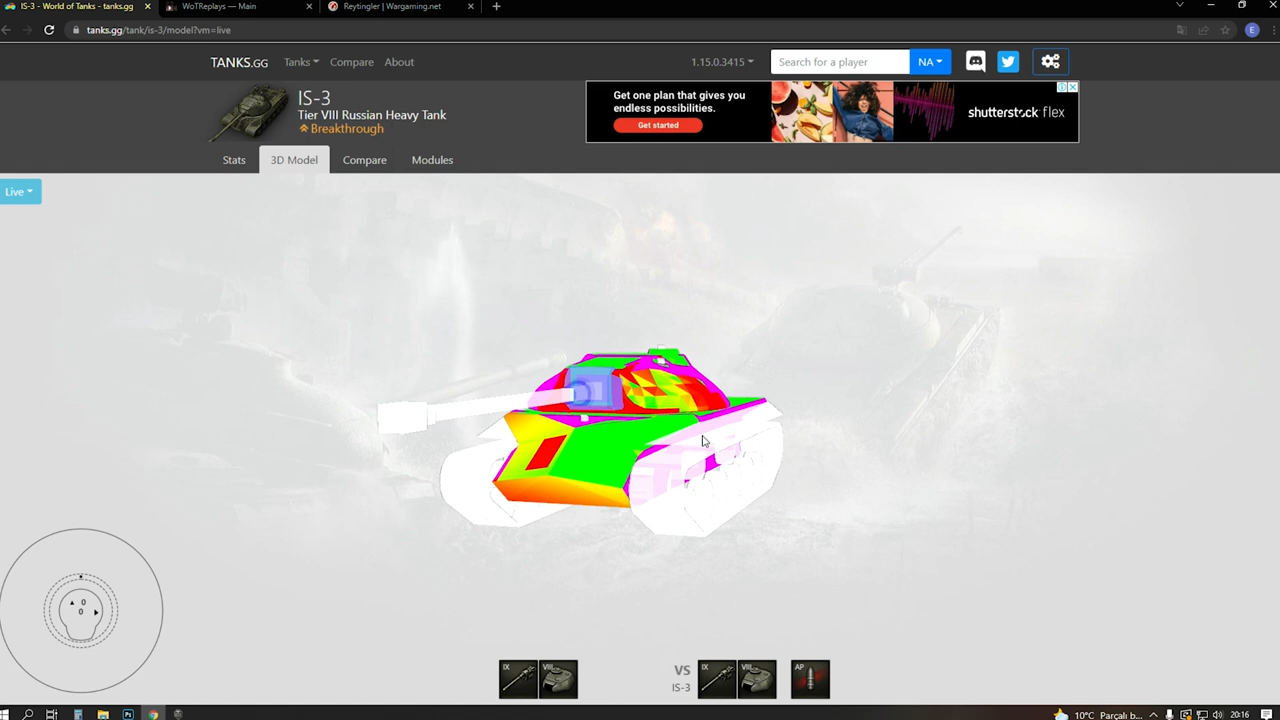 IS-3 - World of Tanks - tanks.gg
WoTReplays — Main
Reytingler | Wargaming.net
tanks.gg/tank/is-3/model?vm=live
E
TANKS.GG
Tanks
Compare
About
1.15.0.3415
Search for a player
NA
IS-3
Tier VIII Russian Heavy Tank
Breakthrough
Get one plan that gives you
endless possibilities.
Get started
shutterstock flex
Stats
3D Model
Compare
Modules
Live
0
0
IX
VIII
VS
IS-3
IX
VIII
AP
10°C Parçalı b...
20:16